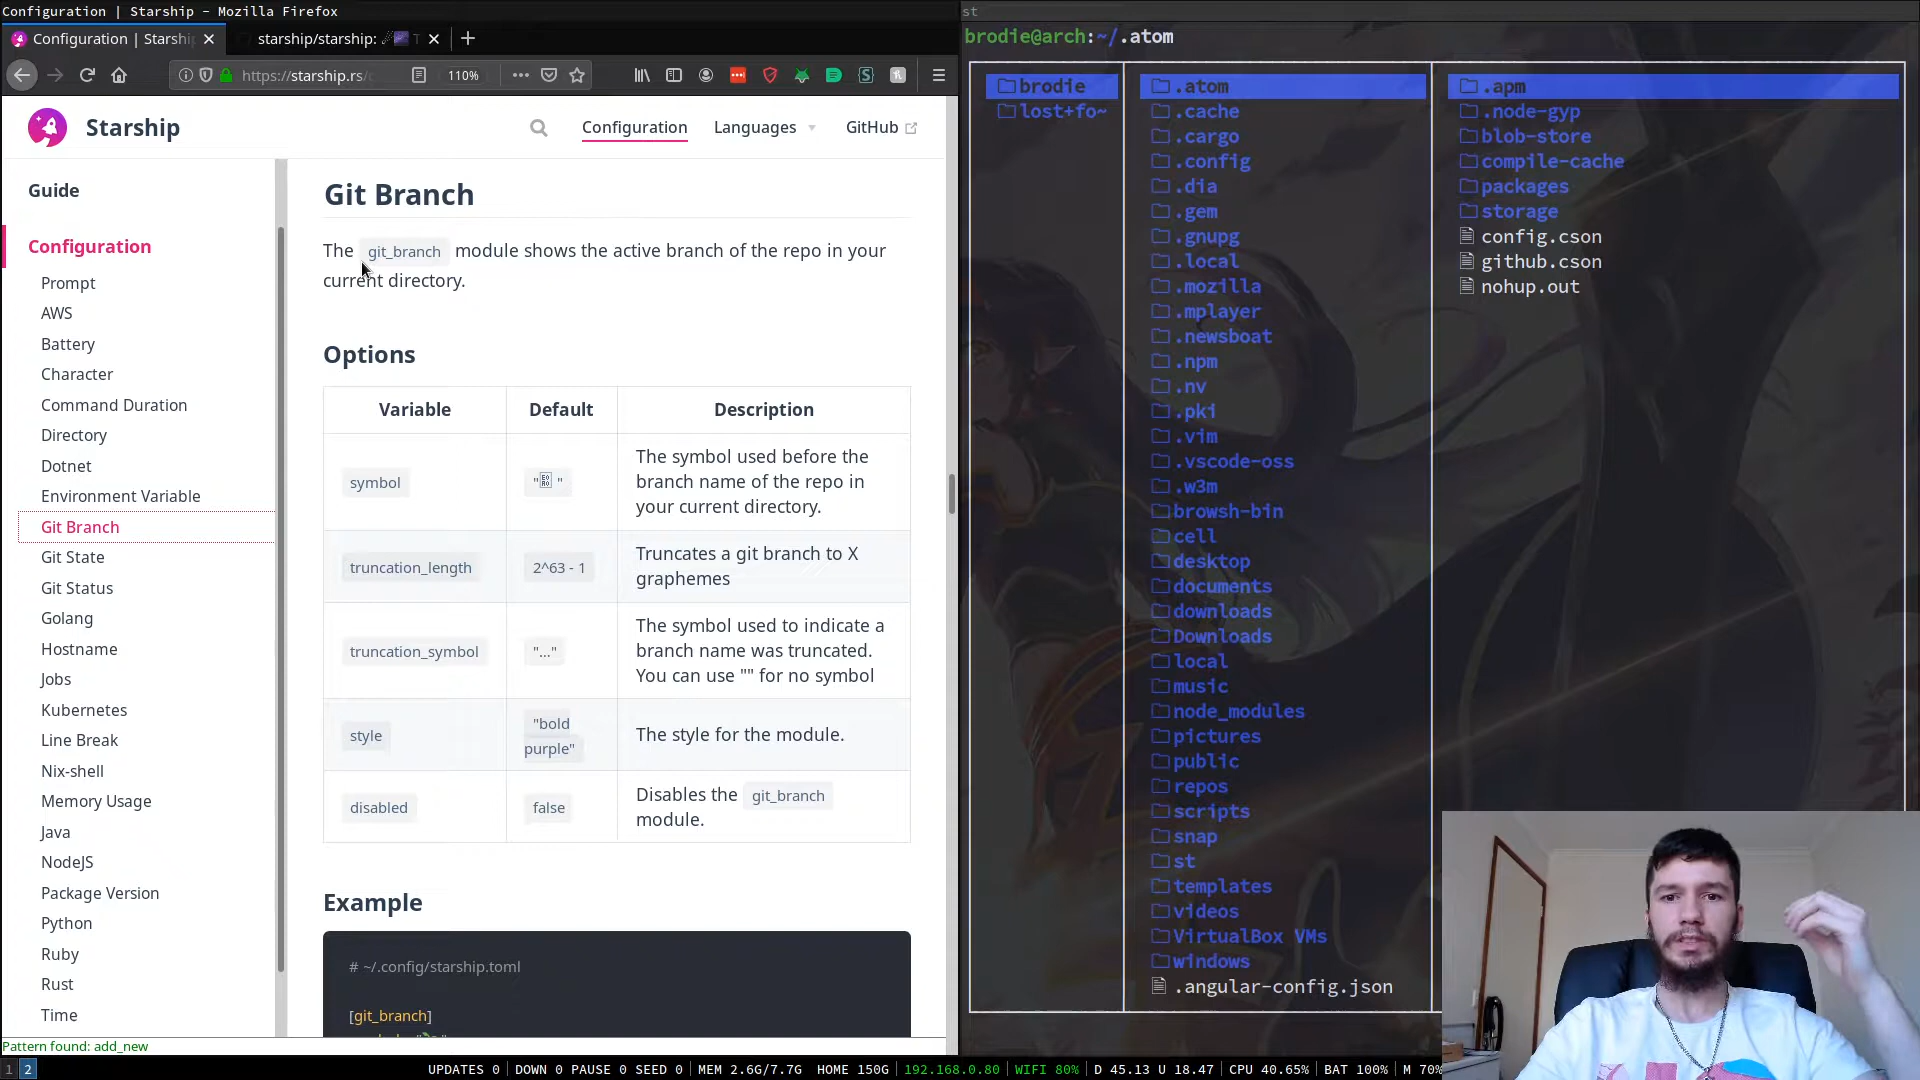 Configuration | Starship - Mozilla Firefox
Configuration | Starshi
starship/starship:
https://starship.rs/c
110%
Starship
Configuration
Languages
GitHub
Guide
Configuration
Prompt
AWS
Battery
Character
Command Duration
Directory
Dotnet
Environment Variable
Git Branch
Git State
Git Status
Golang
Hostname
Jobs
Kubernetes
Line Break
Nix-shell
Memory Usage
Java
NodeJS
Package Version
Python
Ruby
Rust
Time
Git Branch
The git_branch module shows the active branch of the repo in your
current directory.
Options
Variable Default Description
symbol " " The symbol used before the
branch name of the repo in
your current directory.
truncation_length 2^63 - 1 Truncates a git branch to X
graphemes
truncation_symbol "…" The symbol used to indicate a
branch name was truncated.
You can use "" for no symbol
style "bold
purple" The style for the module.
disabled false Disables the git_branch
module.
Example
# ~/.config/starship.toml
[git_branch]
Pattern found: add_new
st
brodie@arch:~/.atom
brodie
lost+fo~
.atom
.cache
.cargo
.config
.dia
.gem
.gnupg
.local
.mozilla
.mplayer
.newsboat
.npm
.nv
.pki
.vim
.vscode-oss
.w3m
browsh-bin
cell
desktop
documents
downloads
Downloads
local
music
node_modules
pictures
public
repos
scripts
snap
st
templates
videos
VirtualBox VMs
windows
.angular-config.json
.apm
.node-gyp
blob-store
compile-cache
packages
storage
config.cson
github.cson
nohup.out
1 2
UPDATES 0 | DOWN 0 PAUSE 0 SEED 0 | MEM 2.6G/7.7G HOME 150G | 192.168.0.80 | WIFI 80% | D 45.13 U 18.47 | CPU 40.65% | BAT 100% | M 70%